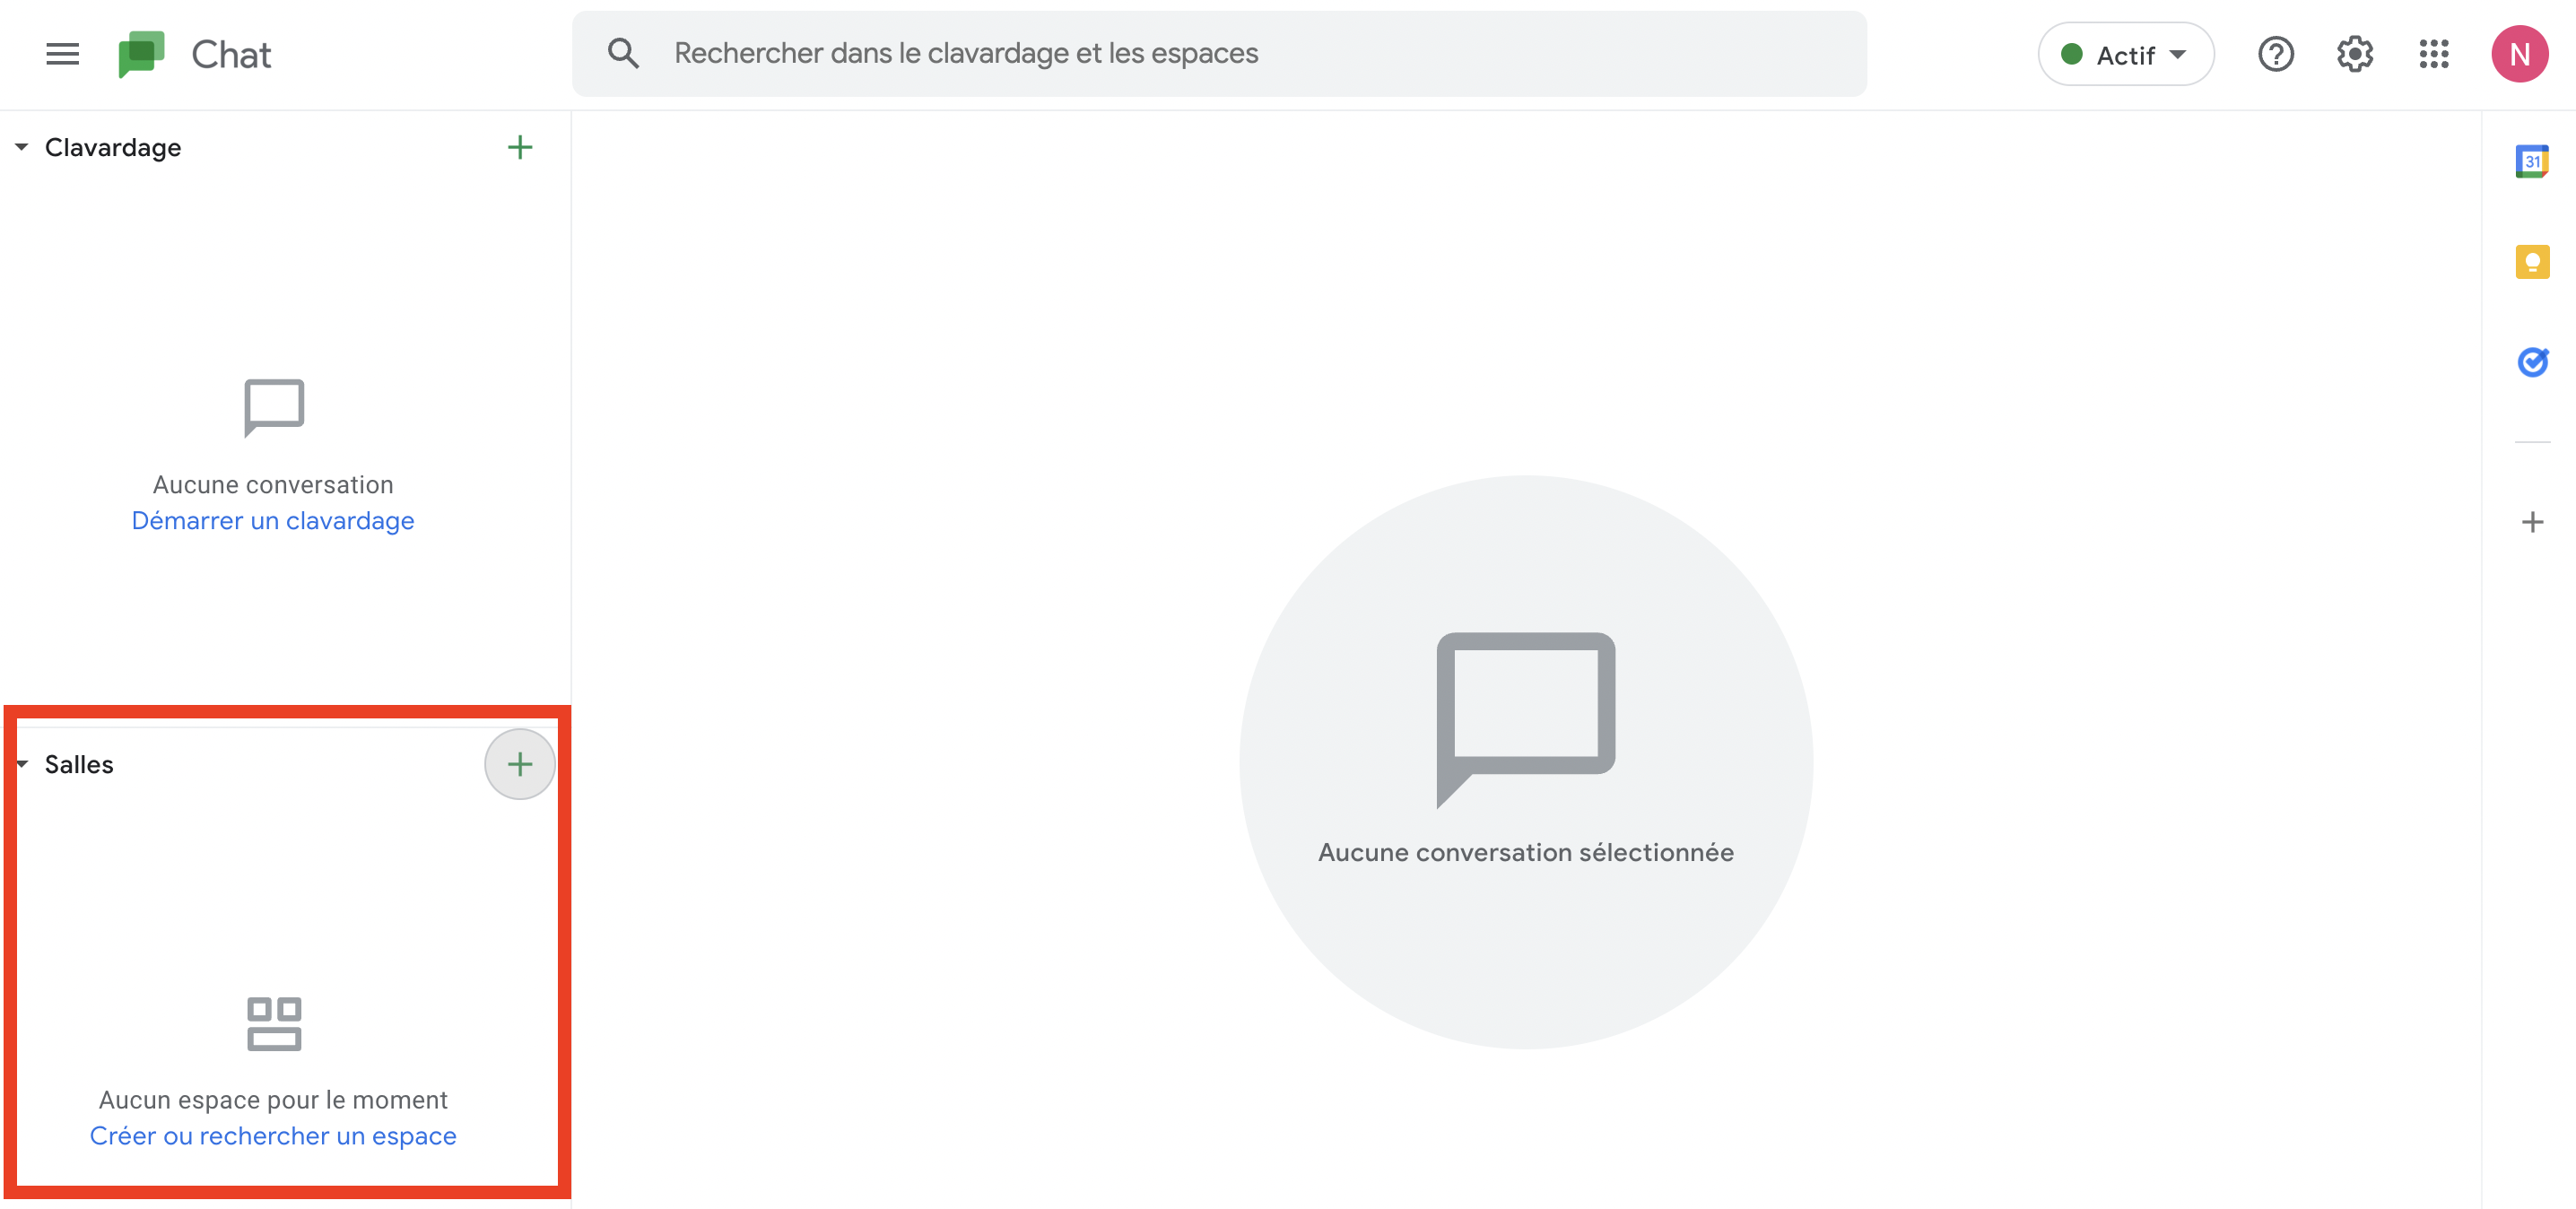 Chat
Rechercher dans le clavardage et les espaces
Actif
N
Clavardage
31
Aucune conversation
Démarrer un clavardage
Salles
Aucune conversation sélectionnée
Aucun espace pour le moment
Créer ou rechercher un espace